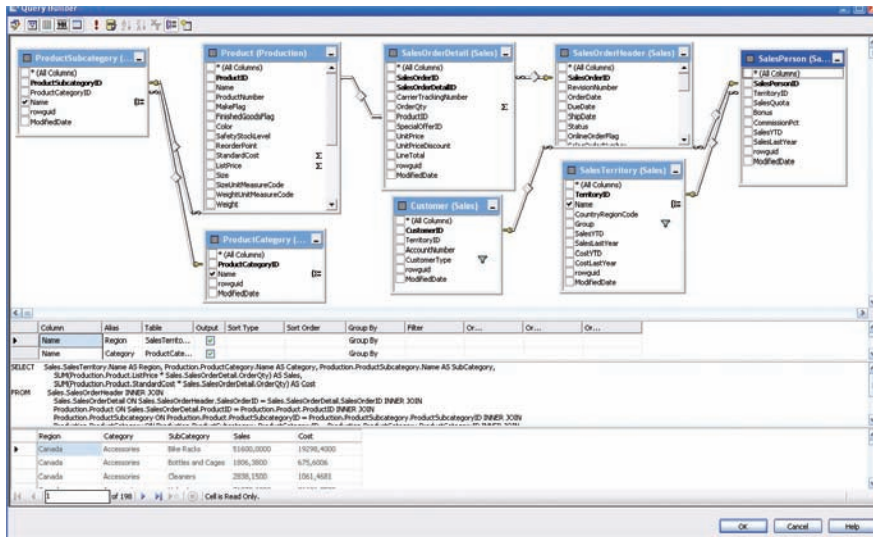 Query Builder
ProductSubcategory (...
* (All Columns)
ProductSubcategoryID
ProductCategoryID
Name
rowguid
ModifiedDate
Product (Production)
* (All Columns)
ProductID
Name
ProductNumber
MakeFlag
FinishedGoodsFlag
Color
SafetyStockLevel
ReorderPoint
StandardCost
ListPrice
Size
SizeUnitMeasureCode
WeightUnitMeasureCode
Weight
SalesOrderDetail (Sales)
* (All Columns)
SalesOrderID
SalesOrderDetailID
CarrierTrackingNumber
OrderQty
ProductID
SpecialOfferID
UnitPrice
UnitPriceDiscount
LineTotal
rowguid
ModifiedDate
SalesOrderHeader (Sales)
* (All Columns)
SalesOrderID
RevisionNumber
OrderDate
DueDate
ShipDate
Status
OnlineOrderFlag
SalesPerson (Sa...
* (All Columns)
SalesPersonID
TerritoryID
SalesQuota
Bonus
CommissionPct
SalesYTD
SalesLastYear
rowguid
ModifiedDate
ProductCategory (...
* (All Columns)
ProductCategoryID
Name
rowguid
ModifiedDate
Customer (Sales)
* (All Columns)
CustomerID
TerritoryID
AccountNumber
CustomerType
rowguid
ModifiedDate
SalesTerritory (Sales)
* (All Columns)
TerritoryID
Name
CountryRegionCode
Group
SalesYTD
SalesLastYear
CostYTD
CostLastYear
rowguid
ModifiedDate
Column Alias Table Output Sort Type Sort Order Group By Filter Or... Or... Or...
Name Region SalesTerrito... Group By
Name Category ProductCate... Group By
SELECT Sales.SalesTerritory.Name AS Region, Production.ProductCategory.Name AS Category, Production.ProductSubcategory.Name AS SubCategory,
SUM(Production.Product.ListPrice * Sales.SalesOrderDetail.OrderQty) AS Sales,
SUM(Production.Product.StandardCost * Sales.SalesOrderDetail.OrderQty) AS Cost
FROM Sales.SalesOrderHeader INNER JOIN
Sales.SalesOrderDetail ON Sales.SalesOrderHeader.SalesOrderID = Sales.SalesOrderDetail.SalesOrderID INNER JOIN
Production.Product ON Sales.SalesOrderDetail.ProductID = Production.Product.ProductID INNER JOIN
Production.ProductSubcategory ON Production.Product.ProductSubcategoryID = Production.ProductSubcategory.ProductSubcategoryID INNER JOIN
Region Category SubCategory Sales Cost
Canada Accessories Bike Racks 51600,0000 19298,4000
Canada Accessories Bottles and Cages 1806,3800 675,6006
Canada Accessories Cleaners 2838,1500 1061,4681
1 of 198 Cell is Read Only.
OK Cancel Help